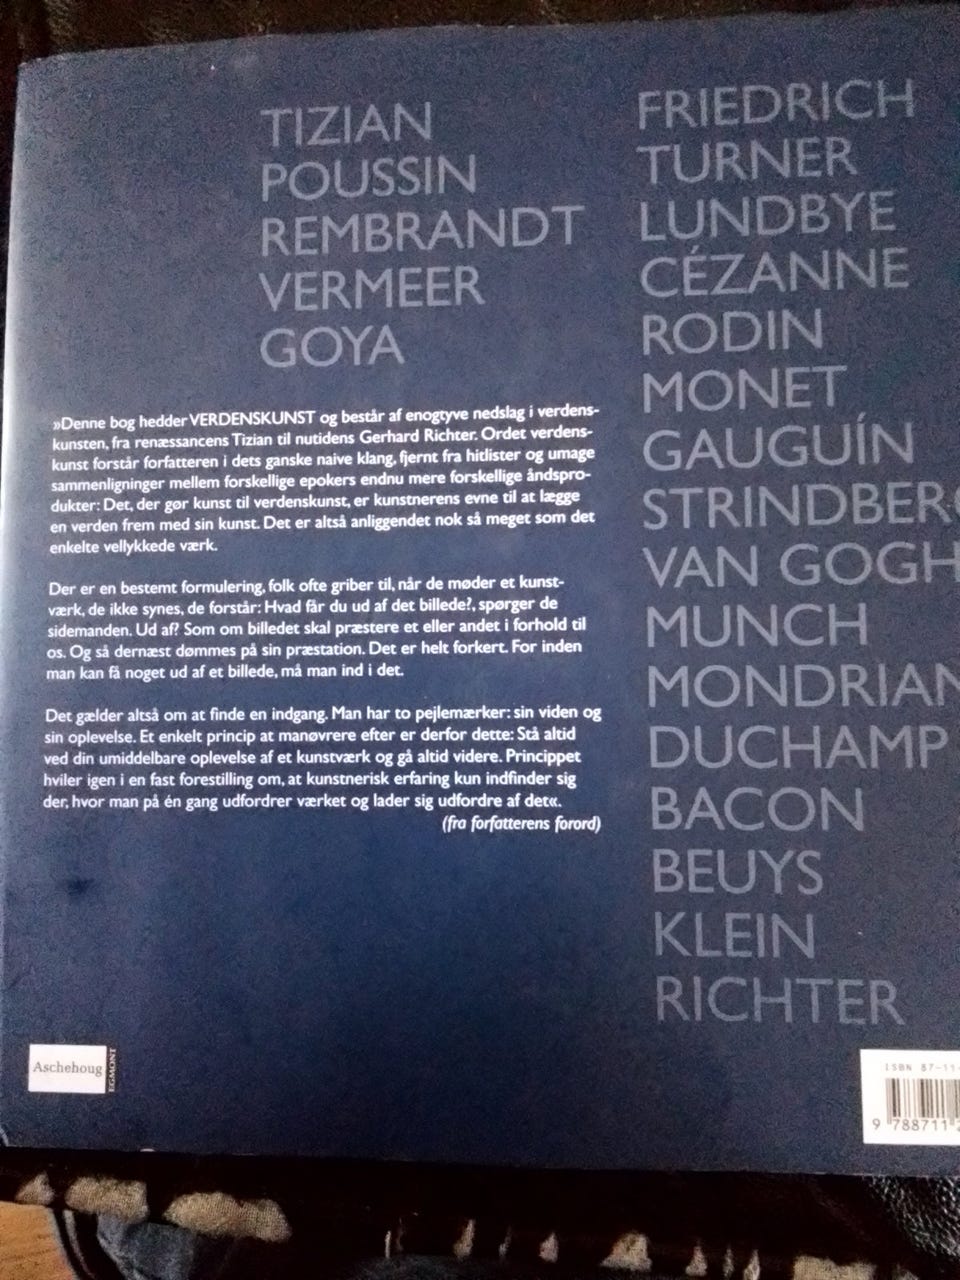 TIZIAN
POUSSIN
REMBRANDT
VERMEER
GOYA
FRIEDRICH
TURNER
LUNDBYE
CÉZANNE
RODIN
MONET
GAUGUÍN
STRINDBERG
VAN GOGH
MUNCH
MONDRIAN
DUCHAMP
BACON
BEUYS
KLEIN
RICHTER
»Denne bog hedder VERDENSKUNST og består af enogtyve nedslag i verdens-
kunsten, fra renæssancens Tizian til nutidens Gerhard Richter. Ordet verdens-
kunst forstår forfatteren i dets ganske naive klang, fjernt fra hitlister og umage
sammenligninger mellem forskellige epokers endnu mere forskellige åndspro-
dukter: Det, der gør kunst til verdenskunst, er kunstnerens evne til at lægge
en verden frem med sin kunst. Det er altså anliggendet nok så meget som det
enkelte vellykkede værk.
Der er en bestemt formulering, folk ofte griber til, når de møder et kunst-
værk, de ikke synes, de forstår: Hvad får du ud af det billede?, spørger de
sidemanden. Ud af? Som om billedet skal præstere et eller andet i forhold til
os. Og så dernæst dømmes på sin præstation. Det er helt forkert. For inden
man kan få noget ud af et billede, må man ind i det.
Det gælder altså om at finde en indgang. Man har to pejlemærker: sin viden og
sin oplevelse. Et enkelt princip at manøvrere efter er derfor dette: Stå altid
ved din umiddelbare oplevelse af et kunstværk og gå altid videre. Princippet
hviler igen i en fast forestilling om, at kunstnerisk erfaring kun indfinder sig
der, hvor man på én gang udfordrer værket og lader sig udfordre af det«.
(fra forfatterens forord)
Aschehoug
EGMONT
ISBN 87-11-
9 788711